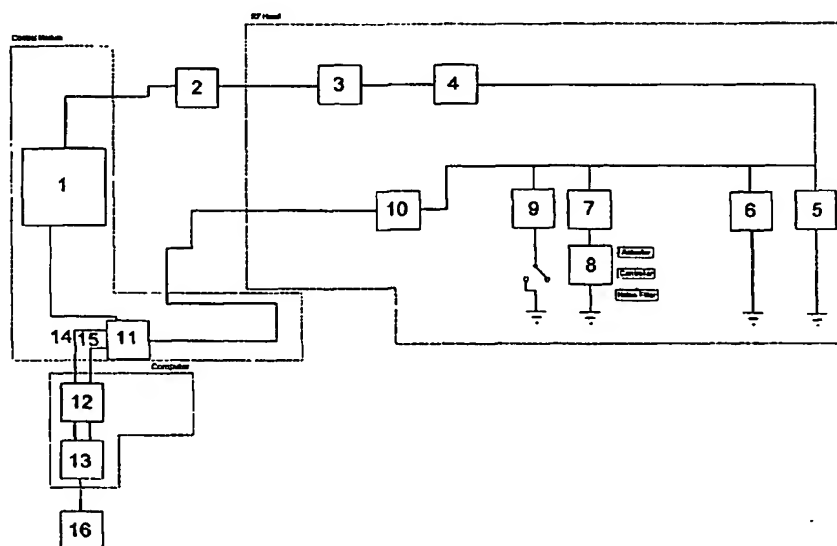 RF Head
Control Module
2
3
4
1
10
9
7
6
5
8
Actuator
Controller
Motion Filter
14
15
11
Computer
12
13
16